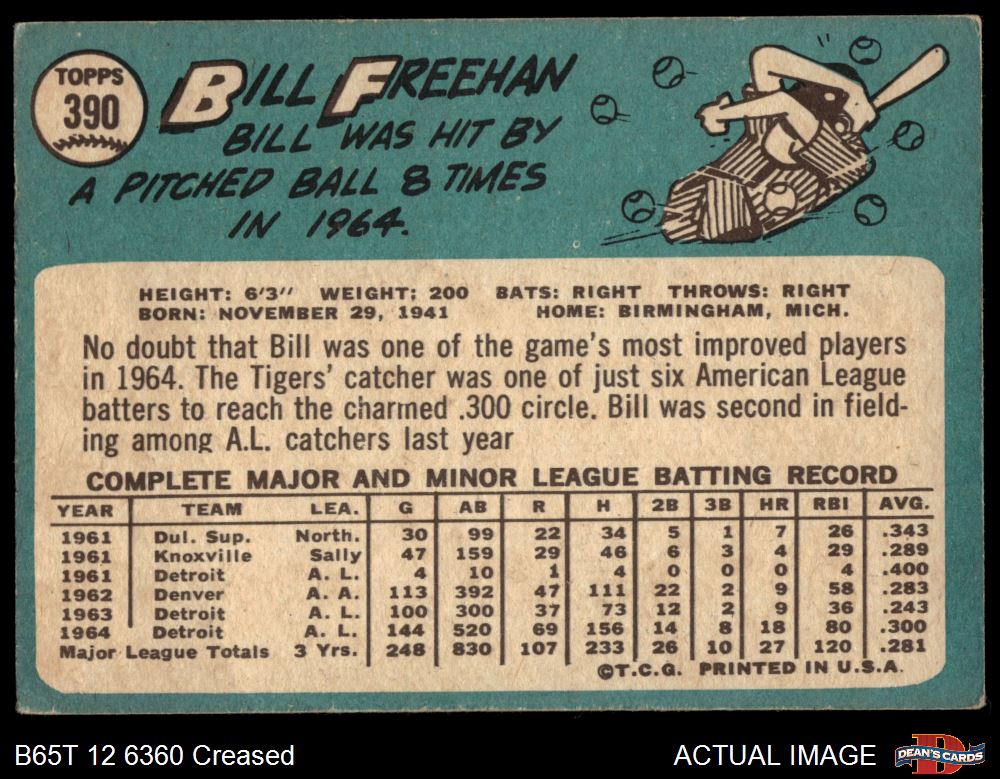 TOPPS
390
BILL FREEHAN
BILL WAS HIT BY
A PITCHED BALL 8 TIMES
IN 1964.
HEIGHT: 6'3" WEIGHT: 200 BATS: RIGHT THROWS: RIGHT
BORN: NOVEMBER 29, 1941 HOME: BIRMINGHAM, MICH.
No doubt that Bill was one of the game's most improved players
in 1964. The Tigers' catcher was one of just six American League
batters to reach the charmed .300 circle. Bill was second in field-
ing among A.L. catchers last year
COMPLETE MAJOR AND MINOR LEAGUE BATTING RECORD
YEAR TEAM LEA. G AB R H 2B 3B HR RBI AVG.
1961 Dul. Sup. North. 30 99 22 34 5 1 7 26 .343
1961 Knoxville Sally 47 159 29 46 6 3 4 29 .289
1961 Detroit A. L. 4 10 1 4 0 0 0 4 .400
1962 Denver A. A. 113 392 47 111 22 2 9 58 .283
1963 Detroit A. L. 100 300 37 73 12 2 9 36 .243
1964 Detroit A. L. 144 520 69 156 14 8 18 80 .300
Major League Totals 3 Yrs. 248 830 107 233 26 10 27 120 .281
©T.C.G. PRINTED IN U.S.A.
B65T 12 6360 Creased ACTUAL IMAGE DEAN'S CARDS